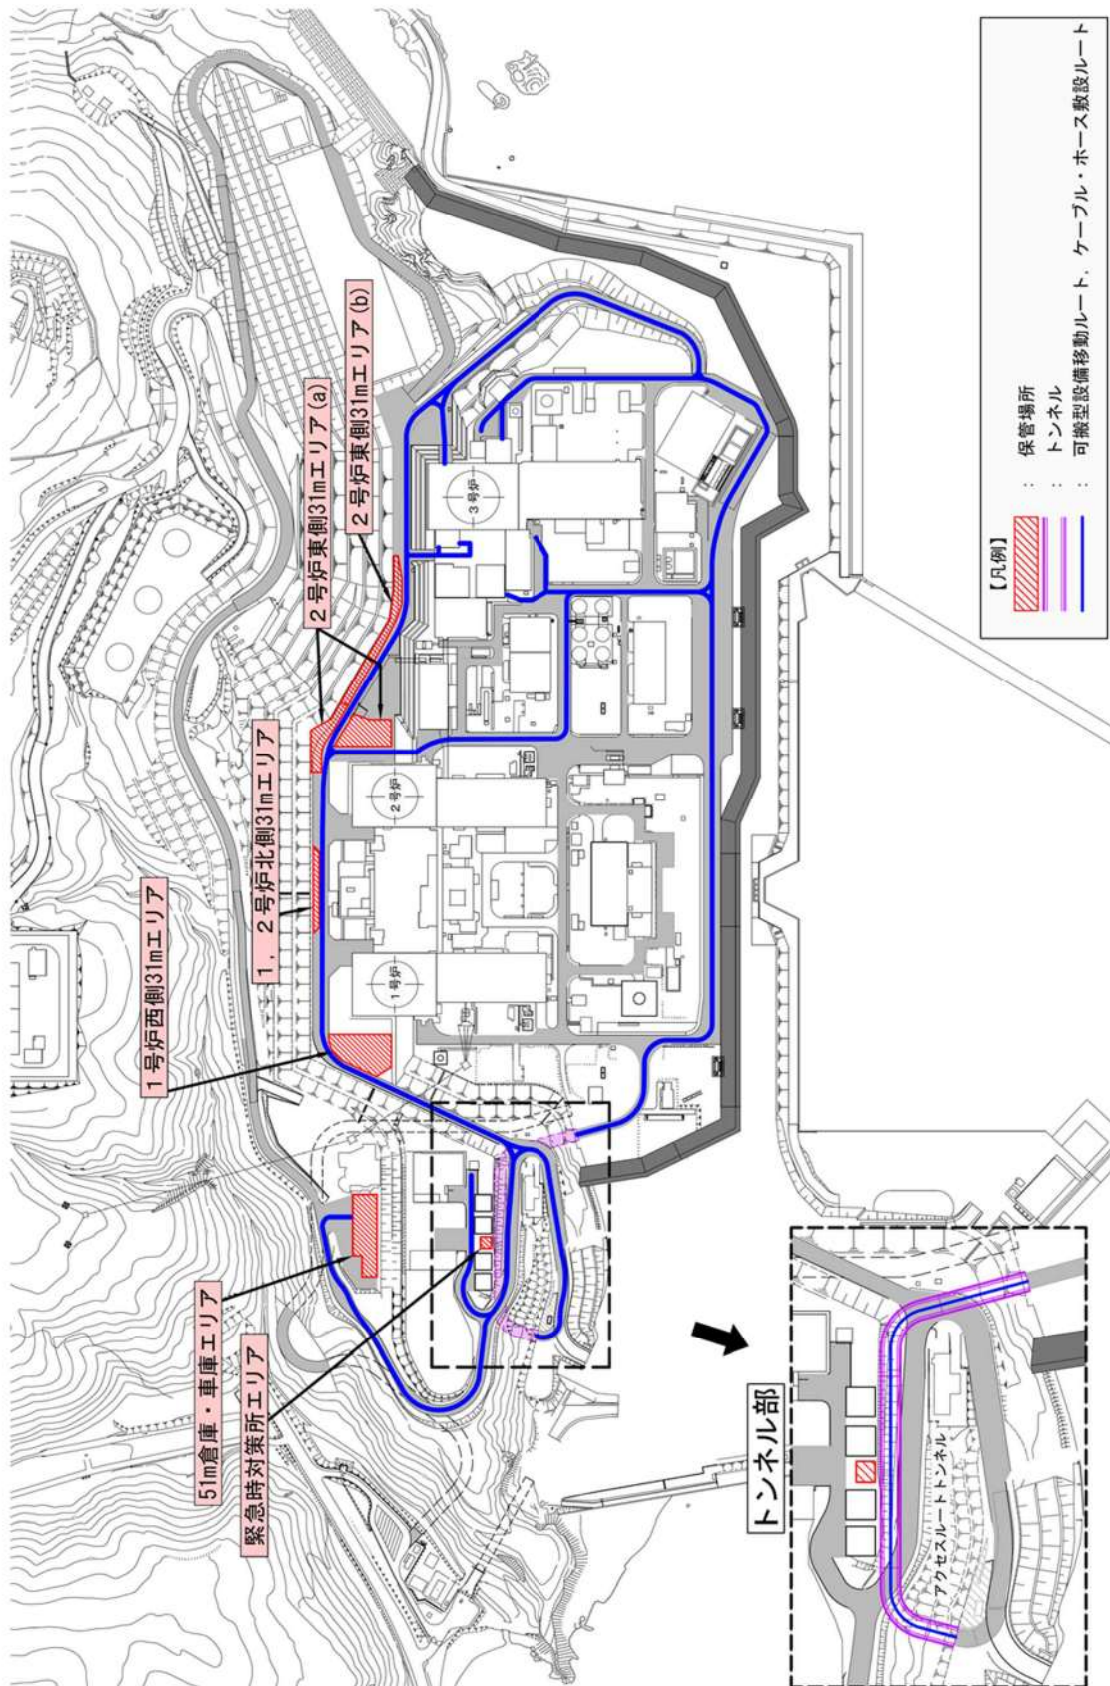 51m倉庫・車庫エリア
緊急時対策所エリア
1号炉西側31mエリア
1,2号炉北側31mエリア
2号炉東側31mエリア(a)
2号炉東側31mエリア(b)
1号炉
2号炉
3号炉
トンネル部
アクセスルートトンネル
【凡例】
：保管場所
：トンネル
：可搬型設備移動ルート，ケーブル・ホース敷設ルート